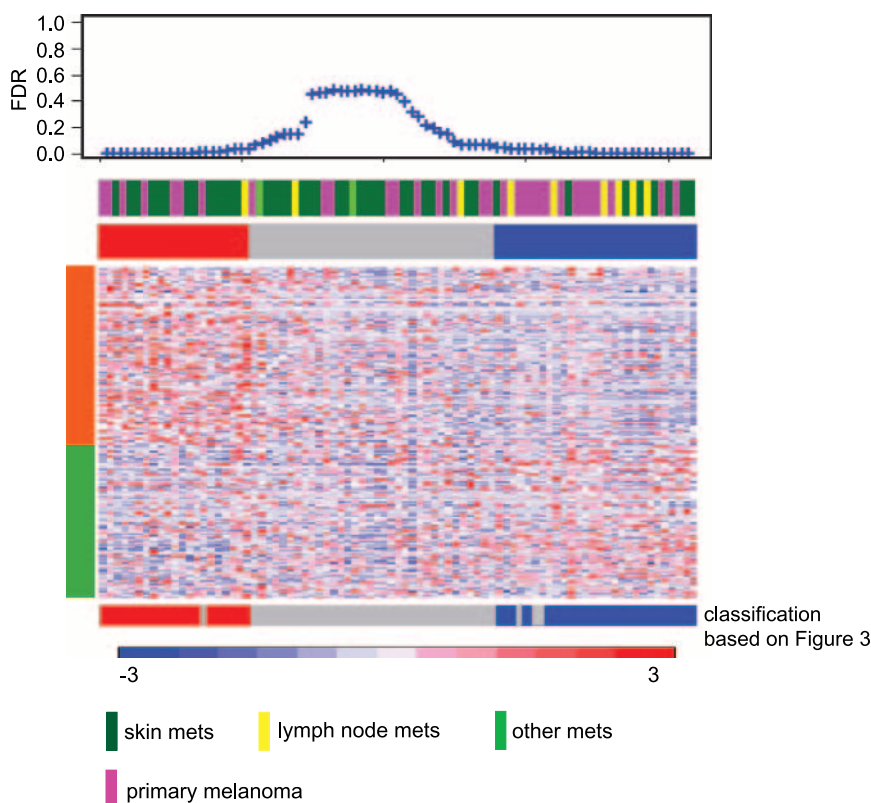 1.0
0.8
0.6
0.4
0.2
0.0
FDR
classification
based on Figure 3
-3
3
skin mets
lymph node mets
other mets
primary melanoma